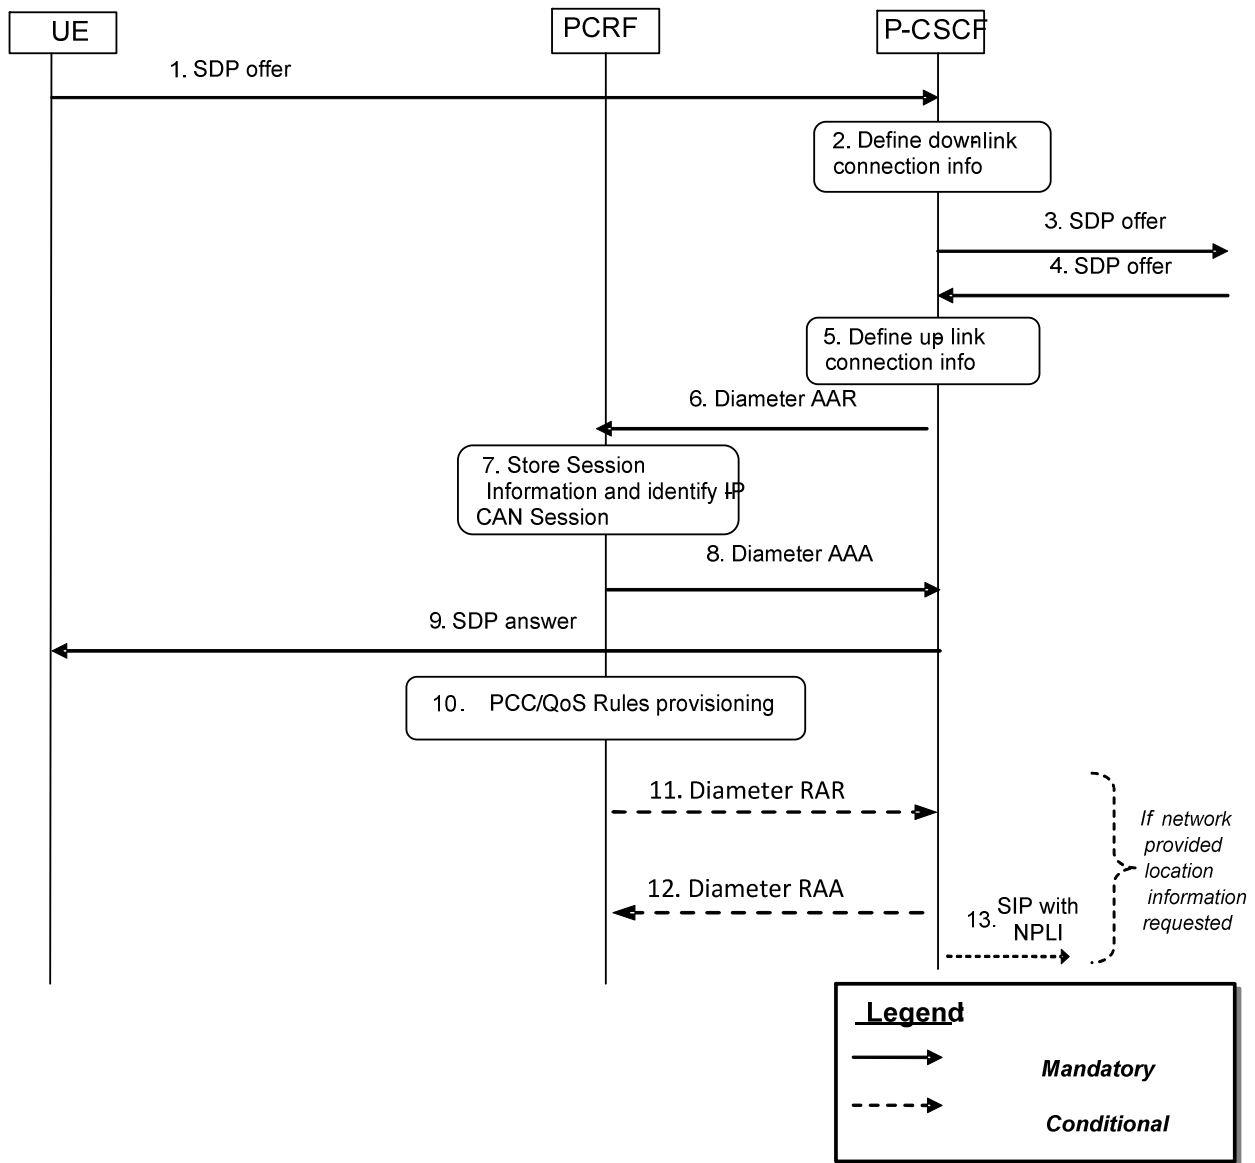 UE
PCRF
P-CSCF
1. SDP offer
2. Define down-link
connection info
3. SDP offer
4. SDP offer
5. Define up-link
connection info
6. Diameter AAR
7. Store Session
Information and identify IP-
CAN Session
8. Diameter AAA
9. SDP answer
10. PCC/QoS Rules provisioning
11. Diameter RAR
12. Diameter RAA
13. SIP with
NPLI
If network
provided
location
information
requested
Legend:
Mandatory
Conditional